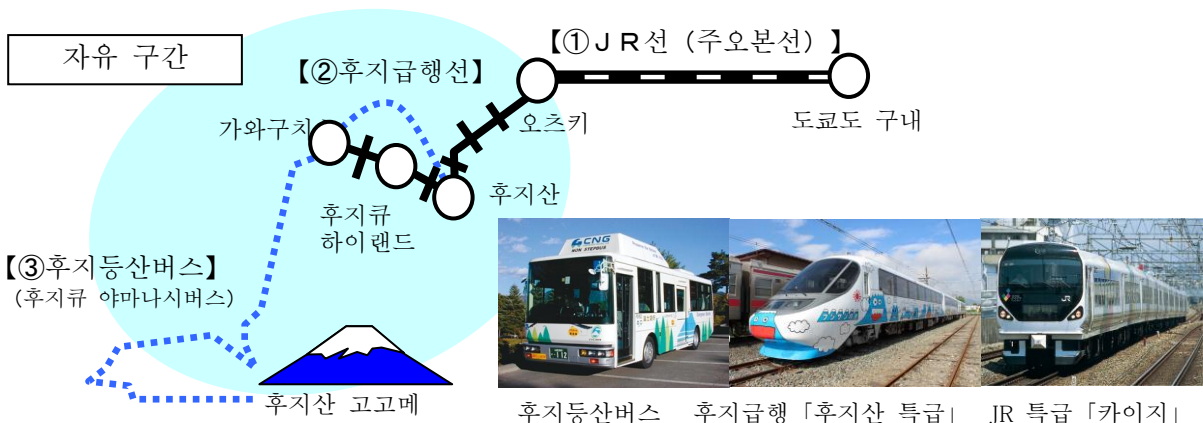 자유 구간
【①ＪＲ선 (주오본선) 】
【②후지급행선】
가와구치
오츠키
도쿄도 구내
후지산
후지큐
하이랜드
【③후지등산버스】
(후지큐 야마나시버스)
후지산 고고메
CNG
NON STEPBUS
JR
후지등산버스
후지급행「후지산 특급」
JR 특급「카이지」